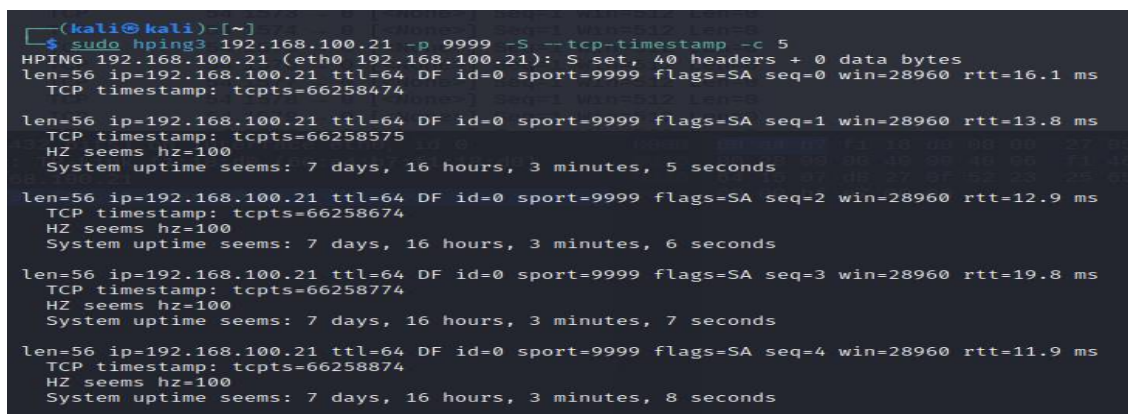 (kali㉿kali)-[~]
$ sudo hping3 192.168.100.21 -p 9999 -S --tcp-timestamp -c 5
HPING 192.168.100.21 (eth0 192.168.100.21): S set, 40 headers + 0 data bytes
len=56 ip=192.168.100.21 ttl=64 DF id=0 sport=9999 flags=SA seq=0 win=28960 rtt=16.1 ms
TCP timestamp: tcpts=66258474
len=56 ip=192.168.100.21 ttl=64 DF id=0 sport=9999 flags=SA seq=1 win=28960 rtt=13.8 ms
TCP timestamp: tcpts=66258575
HZ seems hz=100
System uptime seems: 7 days, 16 hours, 3 minutes, 5 seconds
len=56 ip=192.168.100.21 ttl=64 DF id=0 sport=9999 flags=SA seq=2 win=28960 rtt=12.9 ms
TCP timestamp: tcpts=66258674
HZ seems hz=100
System uptime seems: 7 days, 16 hours, 3 minutes, 6 seconds
len=56 ip=192.168.100.21 ttl=64 DF id=0 sport=9999 flags=SA seq=3 win=28960 rtt=19.8 ms
TCP timestamp: tcpts=66258774
HZ seems hz=100
System uptime seems: 7 days, 16 hours, 3 minutes, 7 seconds
len=56 ip=192.168.100.21 ttl=64 DF id=0 sport=9999 flags=SA seq=4 win=28960 rtt=11.9 ms
TCP timestamp: tcpts=66258874
HZ seems hz=100
System uptime seems: 7 days, 16 hours, 3 minutes, 8 seconds